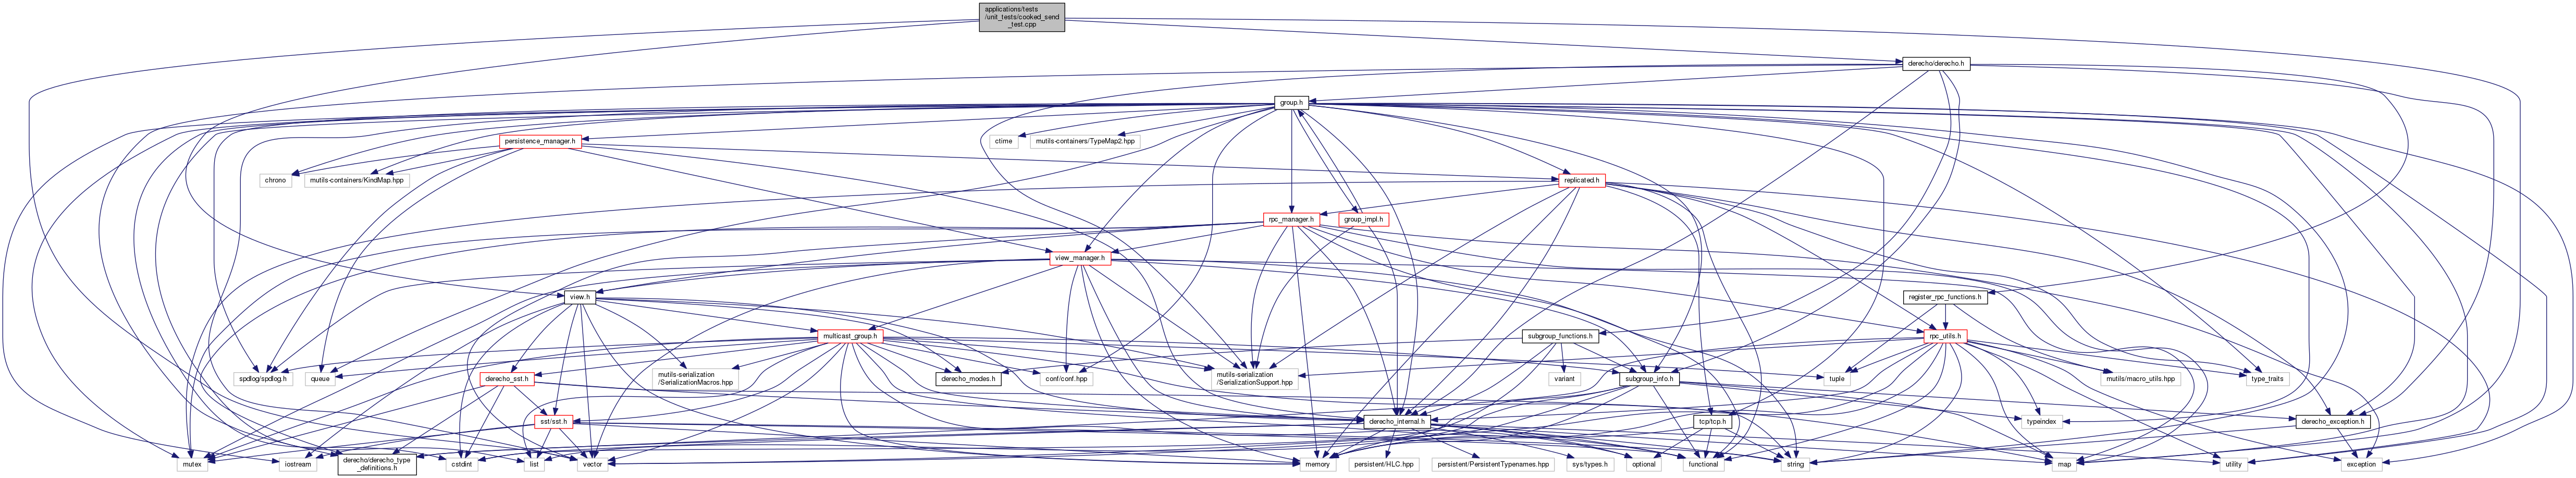 applications/tests
/unit_tests/cooked_send
_test.cpp
derecho/derecho.h
group.h
persistence_manager.h
ctime
mutils-containers/TypeMap2.hpp
chrono
mutils-containers/KindMap.hpp
replicated.h
rpc_manager.h
group_impl.h
view_manager.h
view.h
register_rpc_functions.h
multicast_group.h
subgroup_functions.h
rpc_utils.h
spdlog/spdlog.h
queue
derecho_sst.h
mutils-serialization
/SerializationMacros.hpp
derecho_modes.h
conf/conf.hpp
mutils-serialization
/SerializationSupport.hpp
variant
subgroup_info.h
tuple
mutils/macro_utils.hpp
type_traits
sst/sst.h
derecho_internal.h
tcp/tcp.h
typeindex
derecho_exception.h
mutex
iostream
derecho/derecho_type
_definitions.h
cstdint
list
vector
memory
persistent/HLC.hpp
persistent/PersistentTypenames.hpp
sys/types.h
optional
functional
string
map
utility
exception